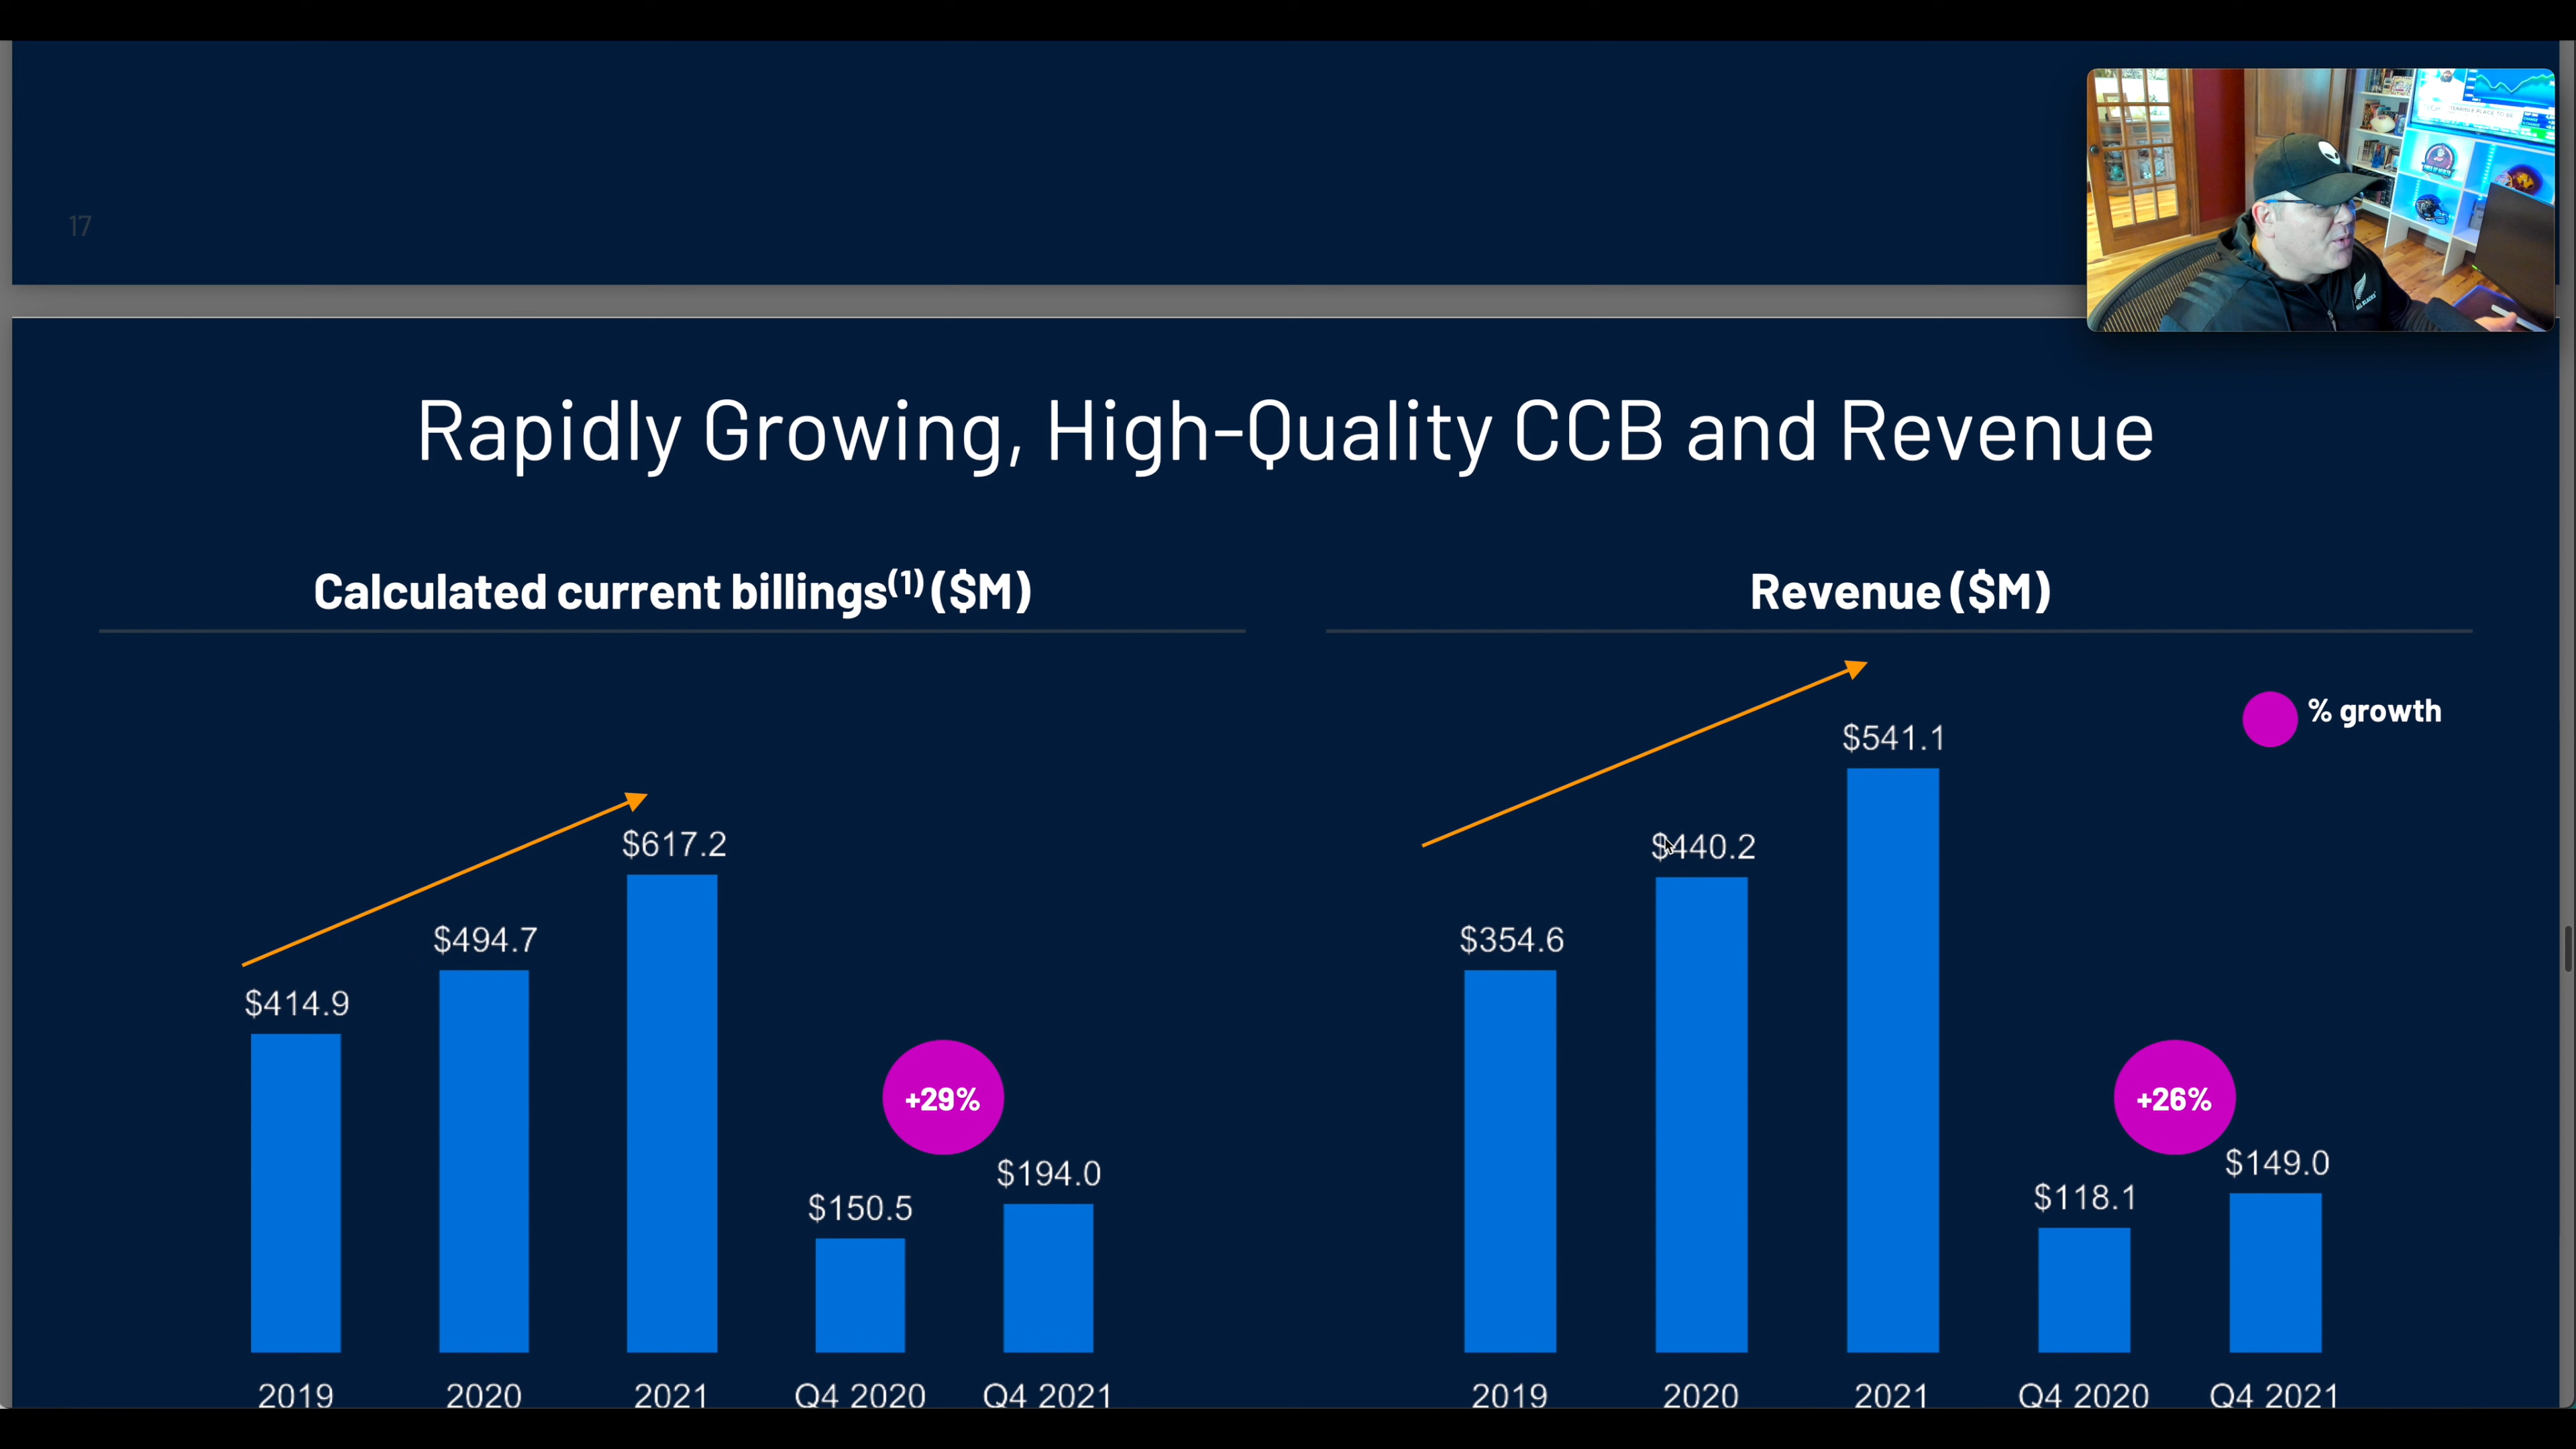 17
Rapidly Growing, High-Quality CCB and Revenue
Calculated current billings(1) ($M)
$414.9
$494.7
$617.2
$150.5
$194.0
+29%
2019
2020
2021
Q4 2020
Q4 2021
Revenue ($M)
% growth
$354.6
$440.2
$541.1
$118.1
$149.0
+26%
2019
2020
2021
Q4 2020
Q4 2021